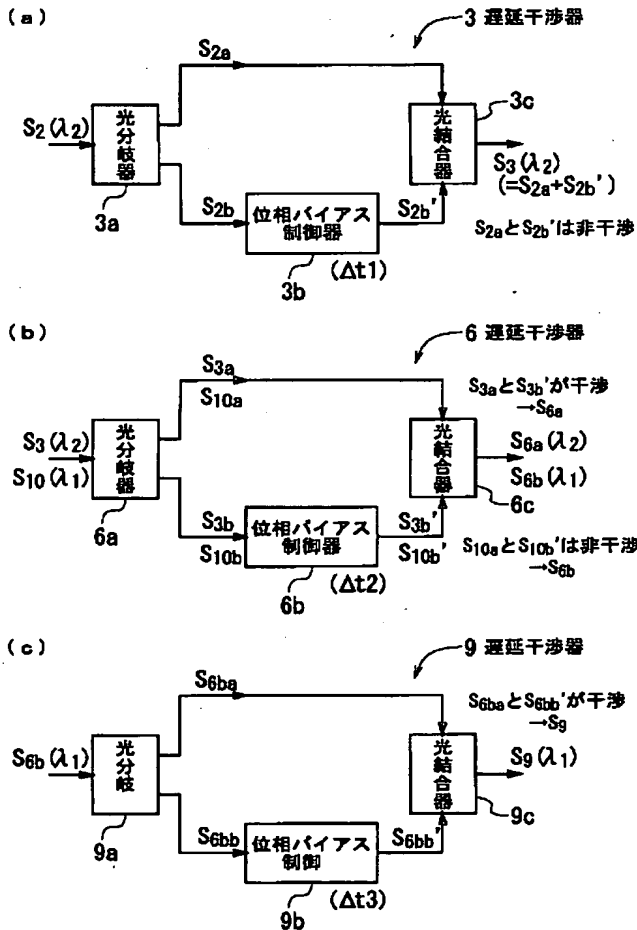 (a)
3 遅延干渉器
S2a
3c
S2(λ2)
光分岐器
光結合器
S3(λ2)
(=S2a+S2b')
3a
S2b
位相バイアス
制御器
S2b'
S2aとS2b'は非干渉
(Δt1)
3b
(b)
6 遅延干渉器
S3a
S10a
S3aとS3b'が干渉
→S6a
S3(λ2)
S10(λ1)
光分岐器
光結合器
S6a(λ2)
S6b(λ1)
6a
6c
S3b
S10b
位相バイアス
制御器
S3b'
S10b'
S10aとS10b'は非干渉
→S6b
(Δt2)
6b
(c)
9 遅延干渉器
S6ba
S6baとS6bb'が干渉
→S9
S6b(λ1)
光分岐
光結合器
S9(λ1)
9a
9c
S6bb
位相バイアス
制御
S6bb'
(Δt3)
9b